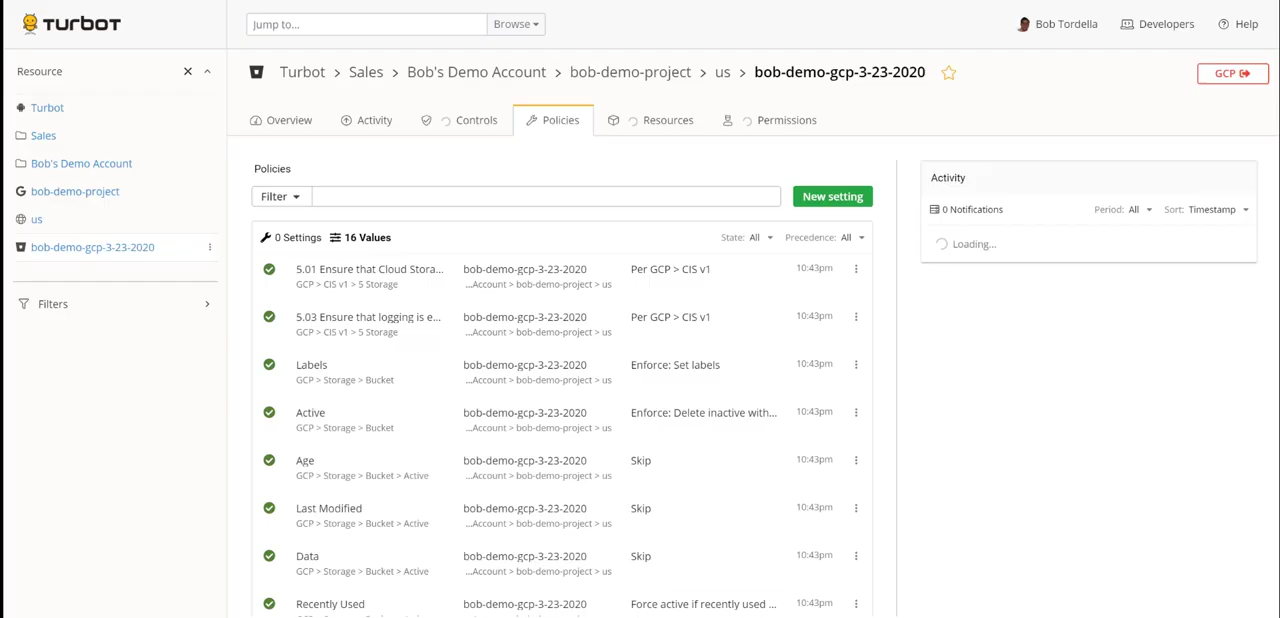 TURBOT
Jump to...
Browse
Bob Tordella
Developers
Help
Resource
Turbot
Sales
Bob's Demo Account
bob-demo-project
us
bob-demo-gcp-3-23-2020
Filters
Turbot > Sales > Bob's Demo Account > bob-demo-project > us > bob-demo-gcp-3-23-2020
GCP
Overview
Activity
Controls
Policies
Resources
Permissions
Policies
Filter
New setting
0 Settings 16 Values
State: All
Precedence: All
5.01 Ensure that Cloud Stora... bob-demo-gcp-3-23-2020 Per GCP > CIS v1 10:43pm
GCP > CIS v1 > 5 Storage ...Account > bob-demo-project > us
5.03 Ensure that logging is e... bob-demo-gcp-3-23-2020 Per GCP > CIS v1 10:43pm
GCP > CIS v1 > 5 Storage ...Account > bob-demo-project > us
Labels bob-demo-gcp-3-23-2020 Enforce: Set labels 10:43pm
GCP > Storage > Bucket ...Account > bob-demo-project > us
Active bob-demo-gcp-3-23-2020 Enforce: Delete inactive with... 10:43pm
GCP > Storage > Bucket ...Account > bob-demo-project > us
Age bob-demo-gcp-3-23-2020 Skip 10:43pm
GCP > Storage > Bucket > Active ...Account > bob-demo-project > us
Last Modified bob-demo-gcp-3-23-2020 Skip 10:43pm
GCP > Storage > Bucket > Active ...Account > bob-demo-project > us
Data bob-demo-gcp-3-23-2020 Skip 10:43pm
GCP > Storage > Bucket > Active ...Account > bob-demo-project > us
Recently Used bob-demo-gcp-3-23-2020 Force active if recently used ... 10:43pm
Activity
0 Notifications
Period: All
Sort: Timestamp
Loading...